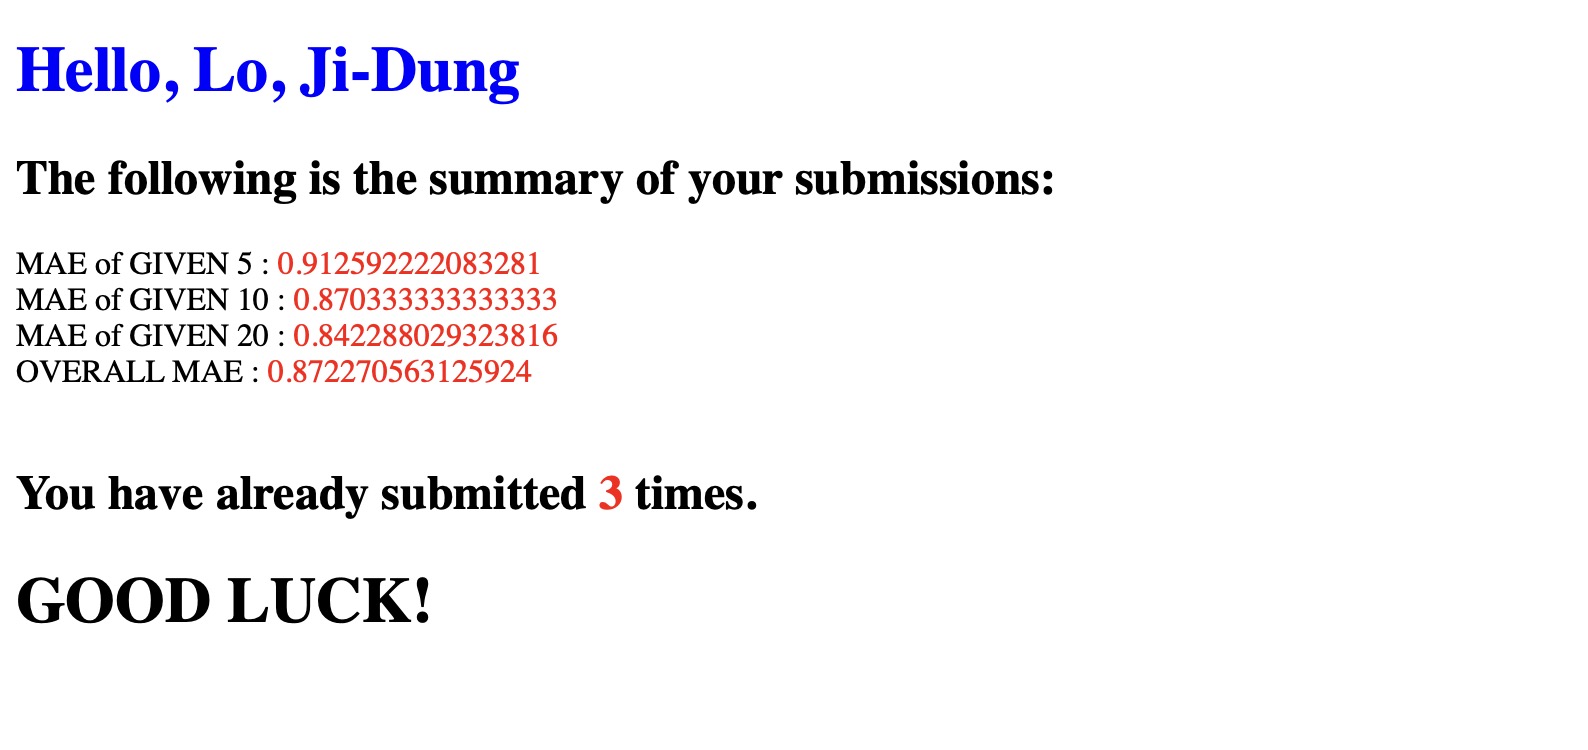 Hello, Lo, Ji-Dung
The following is the summary of your submissions:
MAE of GIVEN 5 : 0.912592222083281
MAE of GIVEN 10 : 0.870333333333333
MAE of GIVEN 20 : 0.842288029323816
OVERALL MAE : 0.872270563125924
You have already submitted 3 times.
GOOD LUCK!